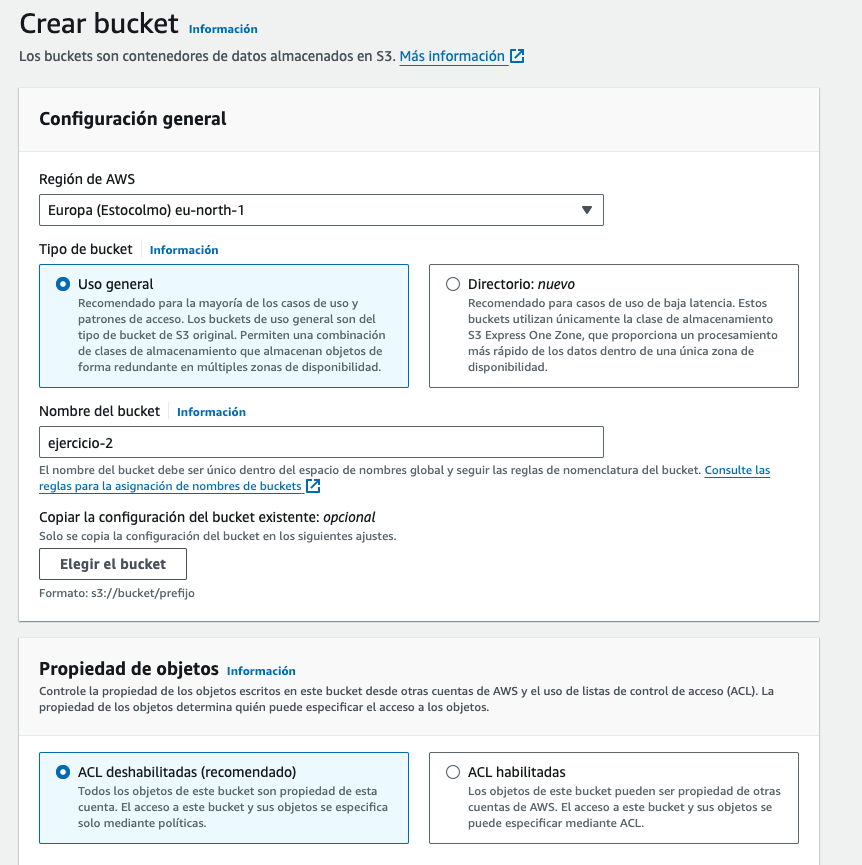 Crear bucket Información
Los buckets son contenedores de datos almacenados en S3. Más información
Configuración general
Región de AWS
Europa (Estocolmo) eu-north-1
Tipo de bucket Información
Uso general
Recomendado para la mayoría de los casos de uso y
patrones de acceso. Los buckets de uso general son del
tipo de bucket de S3 original. Permiten una combinación
de clases de almacenamiento que almacenan objetos de
forma redundante en múltiples zonas de disponibilidad.
Directorio: nuevo
Recomendado para casos de uso de baja latencia. Estos
buckets utilizan únicamente la clase de almacenamiento
S3 Express One Zone, que proporciona un procesamiento
más rápido de los datos dentro de una única zona de
disponibilidad.
Nombre del bucket Información
ejercicio-2
El nombre del bucket debe ser único dentro del espacio de nombres global y seguir las reglas de nomenclatura del bucket. Consulte las
reglas para la asignación de nombres de buckets
Copiar la configuración del bucket existente: opcional
Solo se copia la configuración del bucket en los siguientes ajustes.
Elegir el bucket
Formato: s3://bucket/prefijo
Propiedad de objetos Información
Controle la propiedad de los objetos escritos en este bucket desde otras cuentas de AWS y el uso de listas de control de acceso (ACL). La
propiedad de los objetos determina quién puede especificar el acceso a los objetos.
ACL deshabilitadas (recomendado)
Todos los objetos de este bucket son propiedad de esta
cuenta. El acceso a este bucket y sus objetos se especifica
solo mediante políticas.
ACL habilitadas
Los objetos de este bucket pueden ser propiedad de otras
cuentas de AWS. El acceso a este bucket y sus objetos se
puede especificar mediante ACL.